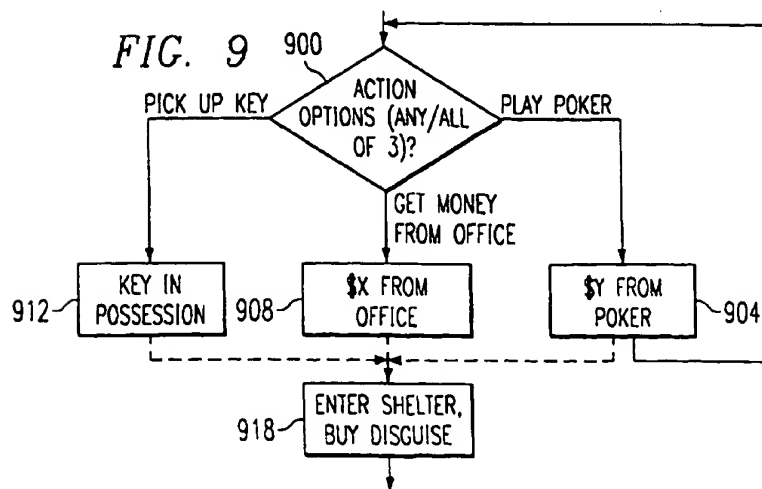 FIG. 9
900
ACTION
OPTIONS (ANY/ALL
OF 3)?
PICK UP KEY
PLAY POKER
GET MONEY
FROM OFFICE
912
KEY IN
POSSESSION
908
$X FROM
OFFICE
$Y FROM
POKER
904
918
ENTER SHELTER,
BUY DISGUISE